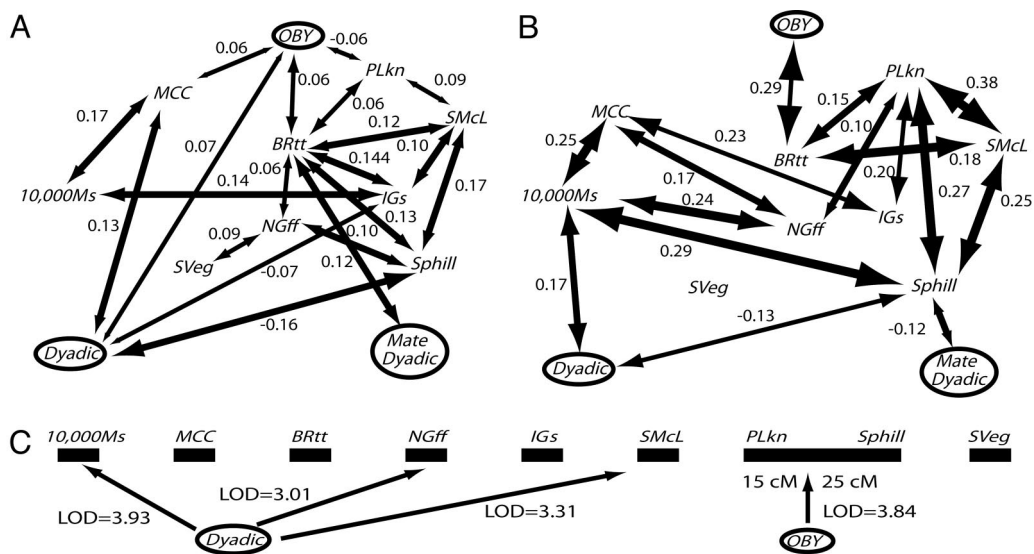 A
OBY
0.06
-0.06
MCC
0.06
PLkn
0.09
0.17
0.06
SMcL
0.12
BRtt
0.07
0.144
0.10
0.06
10,000Ms
0.14
IGs
0.17
0.13
NGff
0.13
0.10
0.09
SVeg
-0.07
0.12
Sphill
-0.16
Dyadic
Mate
Dyadic
B
OBY
PLkn
0.29
0.38
0.15
MCC
0.23
0.10
SMcL
0.25
BRtt
0.18
0.17
0.20
10,000Ms
0.24
IGs
0.27
0.25
NGff
0.29
0.17
SVeg
Sphill
-0.13
-0.12
Dyadic
Mate
Dyadic
C
10,000Ms MCC BRtt NGff IGs SMcL PLkn Sphill SVeg
15 cM 25 cM
LOD=3.01
LOD=3.93 LOD=3.31 LOD=3.84
Dyadic OBY